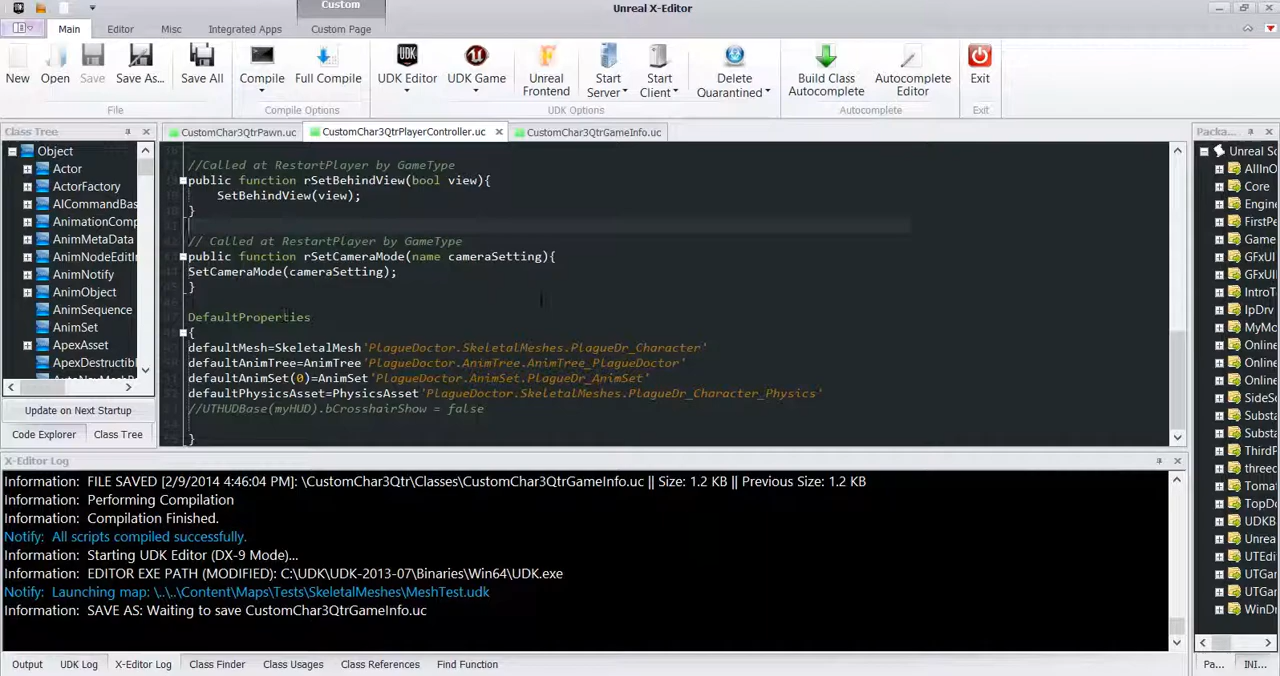 Custom
Unreal X-Editor
Main
Editor
Misc
Integrated Apps
Custom Page
New
Open
Save
Save As...
Save All
Compile
Full Compile
UDK Editor
UDK Game
Unreal Frontend
Start Server
Start Client
Delete Quarantined
Build Class Autocomplete
Autocomplete Editor
Exit
File
Compile Options
UDK Options
Autocomplete
Exit
Class Tree
CustomChar3QtrPawn.uc
CustomChar3QtrPlayerController.uc
CustomChar3QtrGameInfo.uc
Packa...
Object
Actor
ActorFactory
AICommandBas
AnimationComp
AnimMetaData
AnimNodeEditIn
AnimNotify
AnimObject
AnimSequence
AnimSet
ApexAsset
ApexDestructib
Update on Next Startup
Code Explorer
Class Tree
//Called at RestartPlayer by GameType
public function rSetBehindView(bool view){
SetBehindView(view);
}
// Called at RestartPlayer by GameType
public function rSetCameraMode(name cameraSetting){
SetCameraMode(cameraSetting);
}
DefaultProperties
{
defaultMesh=SkeletalMesh'PlagueDoctor.SkeletalMeshes.PlagueDr_Character'
defaultAnimTree=AnimTree'PlagueDoctor.AnimTree.AnimTree_PlagueDoctor'
defaultAnimSet(0)=AnimSet'PlagueDoctor.AnimSet.PlagueDr_AnimSet'
defaultPhysicsAsset=PhysicsAsset'PlagueDoctor.SkeletalMeshes.PlagueDr_Character_Physics'
//UTHUDBase(myHUD).bCrosshairShow = false
}
Unreal Sc
AllInO
Core
Engine
FirstPe
Game
GFxUI
GFxUI
IntroTa
IpDrv
MyMo
Online
Online
Online
SideSc
Substa
Substa
ThirdP
threed
Tomat
TopDo
UDKB
Unrea
UTEdi
UTGa
UTGa
WinDr
Pa...
INI...
X-Editor Log
Information: FILE SAVED [2/9/2014 4:46:04 PM]: \CustomChar3Qtr\Classes\CustomChar3QtrGameInfo.uc || Size: 1.2 KB || Previous Size: 1.2 KB
Information: Performing Compilation
Information: Compilation Finished.
Notify: All scripts compiled successfully.
Information: Starting UDK Editor (DX-9 Mode)...
Information: EDITOR EXE PATH (MODIFIED): C:\UDK\UDK-2013-07\Binaries\Win64\UDK.exe
Notify: Launching map: \..\..\Content\Maps\Tests\SkeletalMeshes\MeshTest.udk
Information: SAVE AS: Waiting to save CustomChar3QtrGameInfo.uc
Output
UDK Log
X-Editor Log
Class Finder
Class Usages
Class References
Find Function